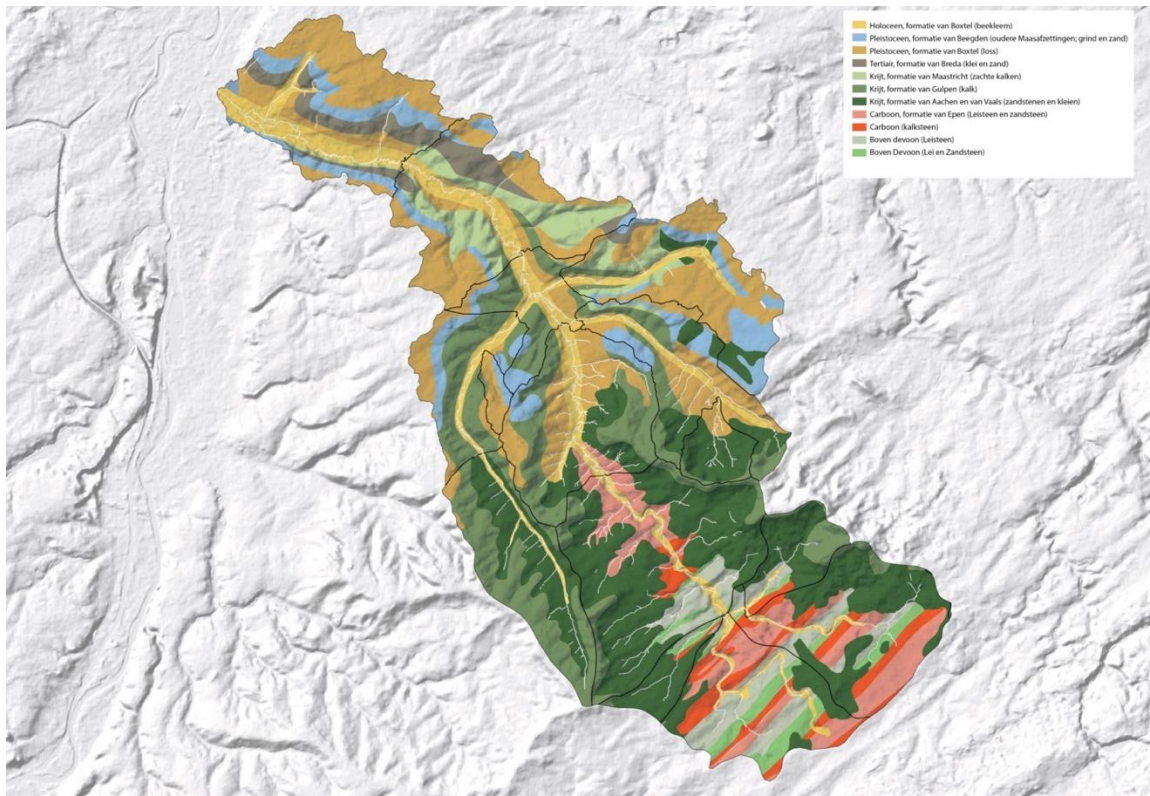 Holoceen, formatie van Boxtel (beekleem)
Pleistoceen, formatie van Beegden (oudere Maasafzettingen; grind en zand)
Pleistoceen, formatie van Boxtel (loss)
Tertiair, formatie van Breda (klei en zand)
Krijt, formatie van Maastricht (zachte kalken)
Krijt, formatie van Gulpen (kalk)
Krijt, formatie van Aachen en van Vaals (zandstenen en kleien)
Carboon, formatie van Epen (Leisteen en zandsteen)
Carboon (kalksteen)
Boven devoon (Leisteen)
Boven Devoon (Lei en Zandsteen)